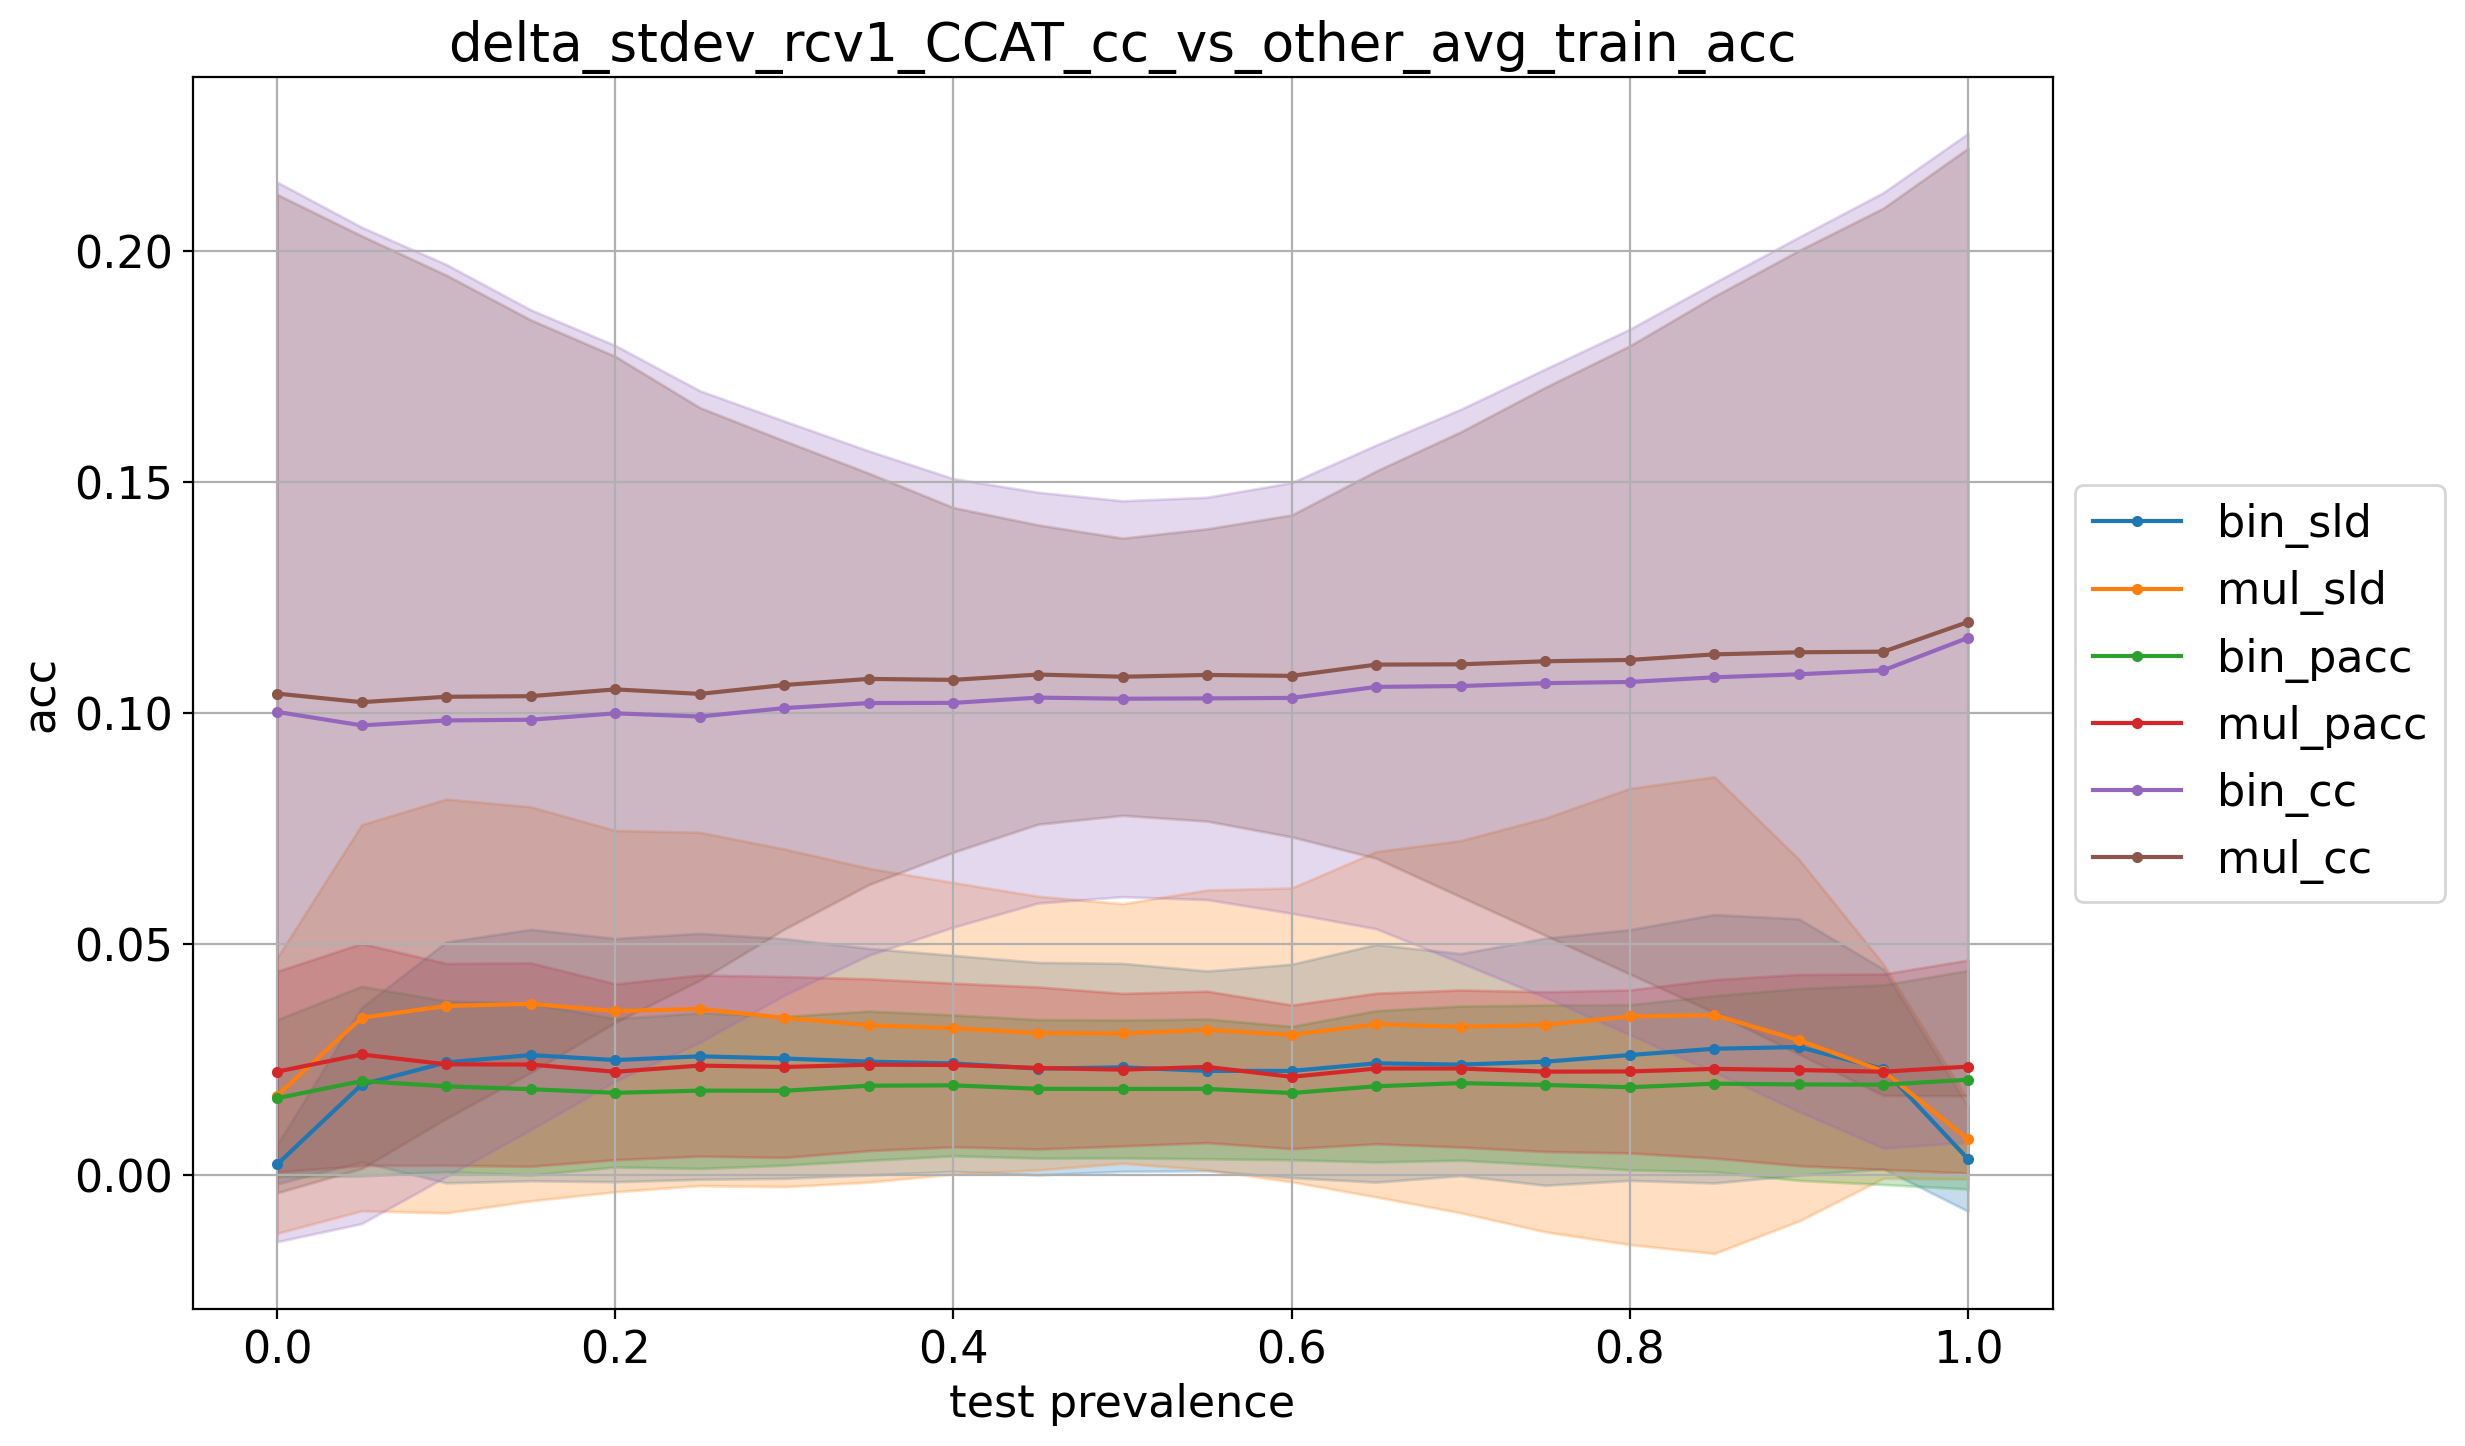 delta_stdev_rcv1_CCAT_cc_vs_other_avg_train_acc
acc
0.20
0.15
0.10
0.05
0.00
0.0 0.2 0.4 0.6 0.8 1.0
test prevalence
bin_sld
mul_sld
bin_pacc
mul_pacc
bin_cc
mul_cc